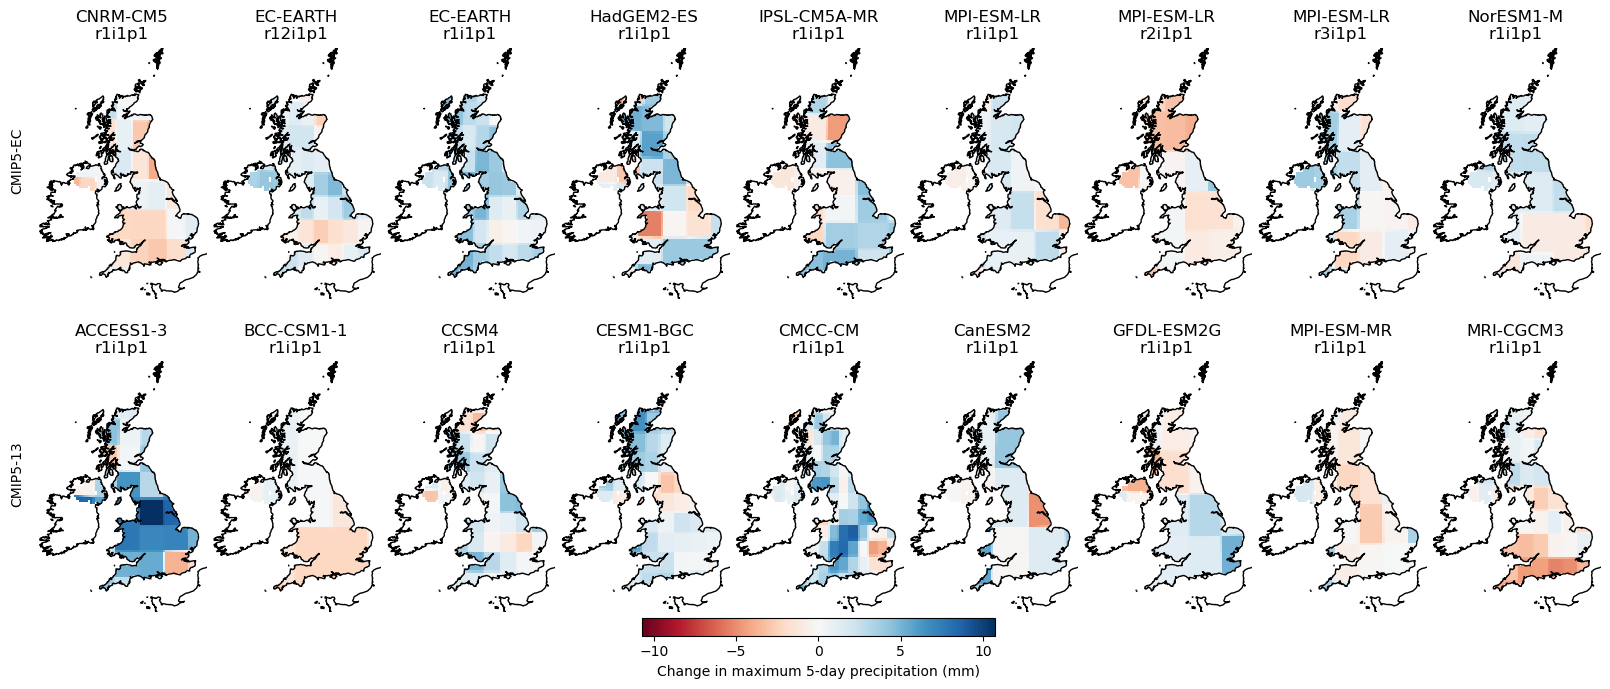 CNRM-CM5 EC-EARTH EC-EARTH HadGEM2-ES IPSL-CM5A-MR MPI-ESM-LR MPI-ESM-LR MPI-ESM-LR NorESM1-M
r1i1p1 r12i1p1 r1i1p1 r1i1p1 r1i1p1 r1i1p1 r2i1p1 r3i1p1 r1i1p1
CMIP5-EC
ACCESS1-3 BCC-CSM1-1 CCSM4 CESM1-BGC CMCC-CM CanESM2 GFDL-ESM2G MPI-ESM-MR MRI-CGCM3
r1i1p1 r1i1p1 r1i1p1 r1i1p1 r1i1p1 r1i1p1 r1i1p1 r1i1p1 r1i1p1
CMIP5-13
−10 −5 0 5 10
Change in maximum 5-day precipitation (mm)